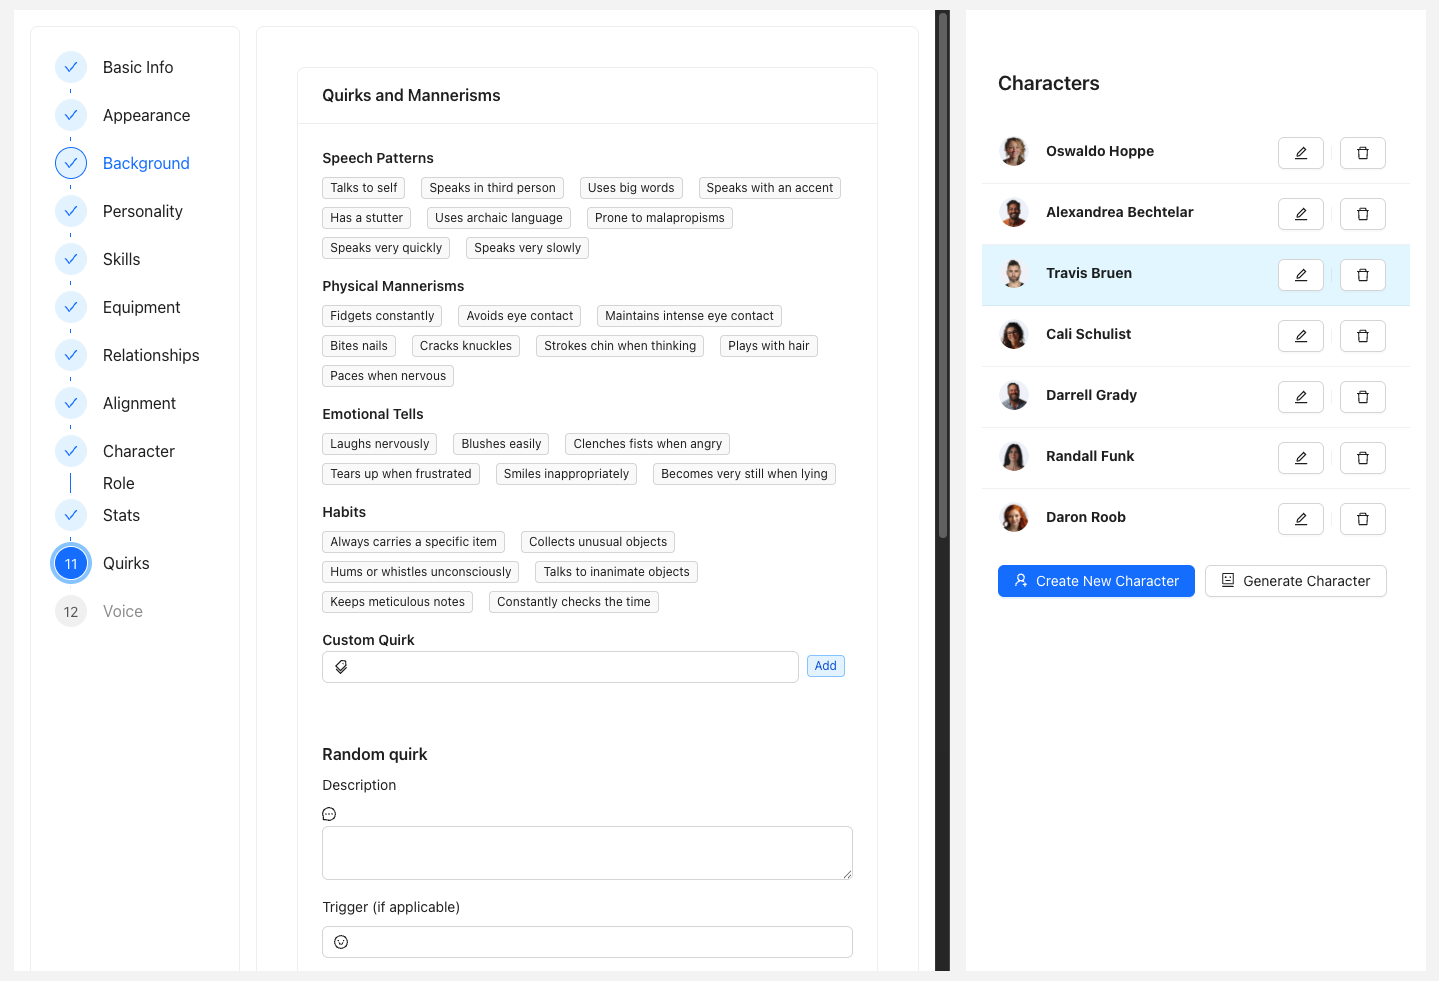 Basic Info
Appearance
Background
Personality
Skills
Equipment
Relationships
Alignment
Character
Role
Stats
11 Quirks
12 Voice
Quirks and Mannerisms
Speech Patterns
Talks to self Speaks in third person Uses big words Speaks with an accent
Has a stutter Uses archaic language Prone to malapropisms
Speaks very quickly Speaks very slowly
Physical Mannerisms
Fidgets constantly Avoids eye contact Maintains intense eye contact
Bites nails Cracks knuckles Strokes chin when thinking Plays with hair
Paces when nervous
Emotional Tells
Laughs nervously Blushes easily Clenches fists when angry
Tears up when frustrated Smiles inappropriately Becomes very still when lying
Habits
Always carries a specific item Collects unusual objects
Hums or whistles unconsciously Talks to inanimate objects
Keeps meticulous notes Constantly checks the time
Custom Quirk
Add
Random quirk
Description
Trigger (if applicable)
Characters
Oswaldo Hoppe
Alexandrea Bechtelar
Travis Bruen
Cali Schulist
Darrell Grady
Randall Funk
Daron Roob
Create New Character Generate Character